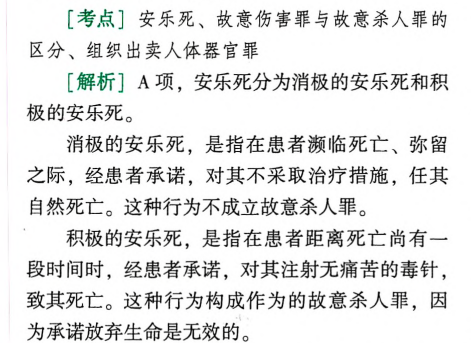 ［考点］安乐死、故意伤害罪与故意杀人罪的
区分、组织出卖人体器官罪
［解析］A 项，安乐死分为消极的安乐死和积
极的安乐死。
消极的安乐死，是指在患者濒临死亡、弥留
之际，经患者承诺，对其不采取治疗措施，任其
自然死亡。这种行为不成立故意杀人罪。
积极的安乐死，是指在患者距离死亡尚有一
段时间时，经患者承诺，对其注射无痛苦的毒针，
致其死亡。这种行为构成作为的故意杀人罪，因
为承诺放弃生命是无效的。